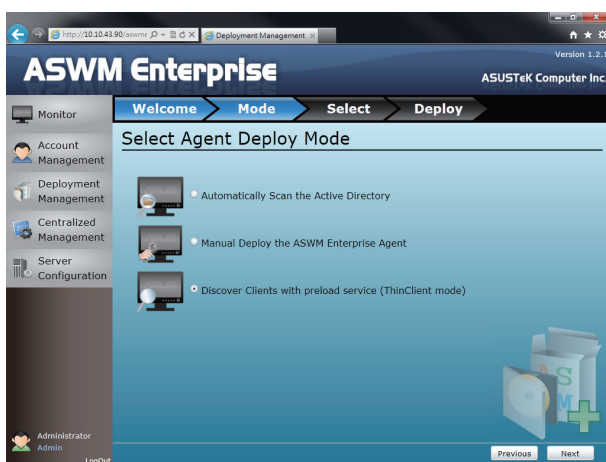 http://10.10.43.90/aswme
Deployment Management
Version 1.2.1
ASWM Enterprise
ASUSTeK Computer Inc.
Monitor
Account
Management
Deployment
Management
Centralized
Management
Server
Configuration
Welcome
Mode
Select
Deploy
Select Agent Deploy Mode
Automatically Scan the Active Directory
Manual Deploy the ASWM Enterprise Agent
Discover Clients with preload service (ThinClient mode)
S
M
Administrator
Admin
LogOut
Previous
Next